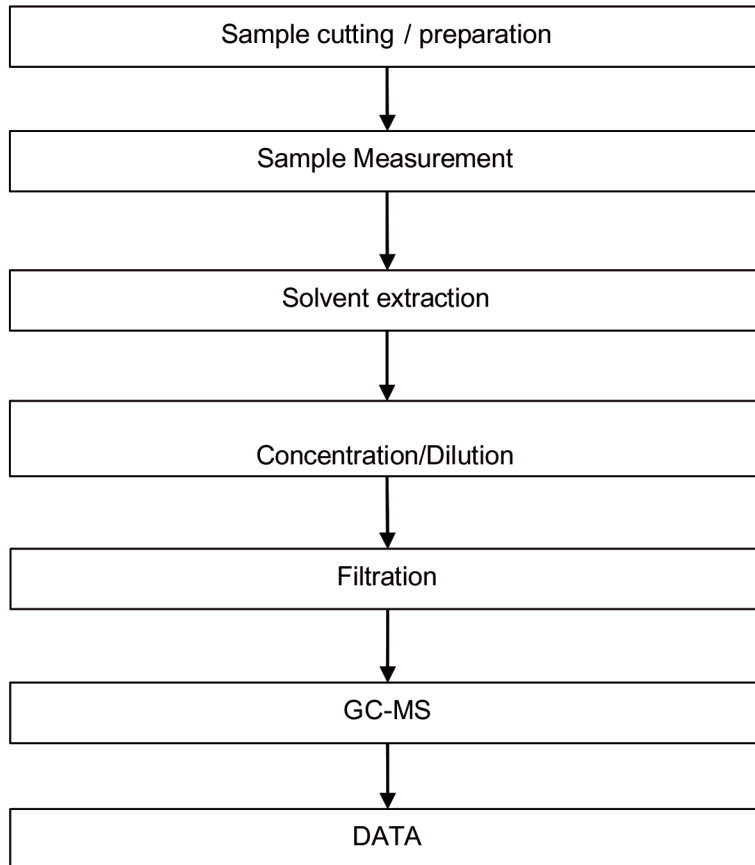 Sample cutting / preparation
Sample Measurement
Solvent extraction
Concentration/Dilution
Filtration
GC-MS
DATA